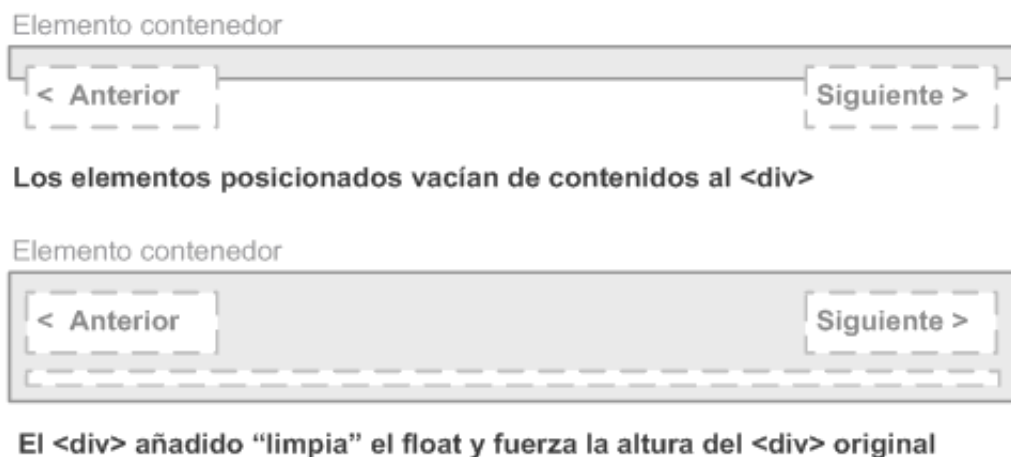 Elemento contenedor
< Anterior Siguiente >
Los elementos posicionados vacían de contenidos al <div>
Elemento contenedor
< Anterior Siguiente >
El <div> añadido “limpia” el float y fuerza la altura del <div> original